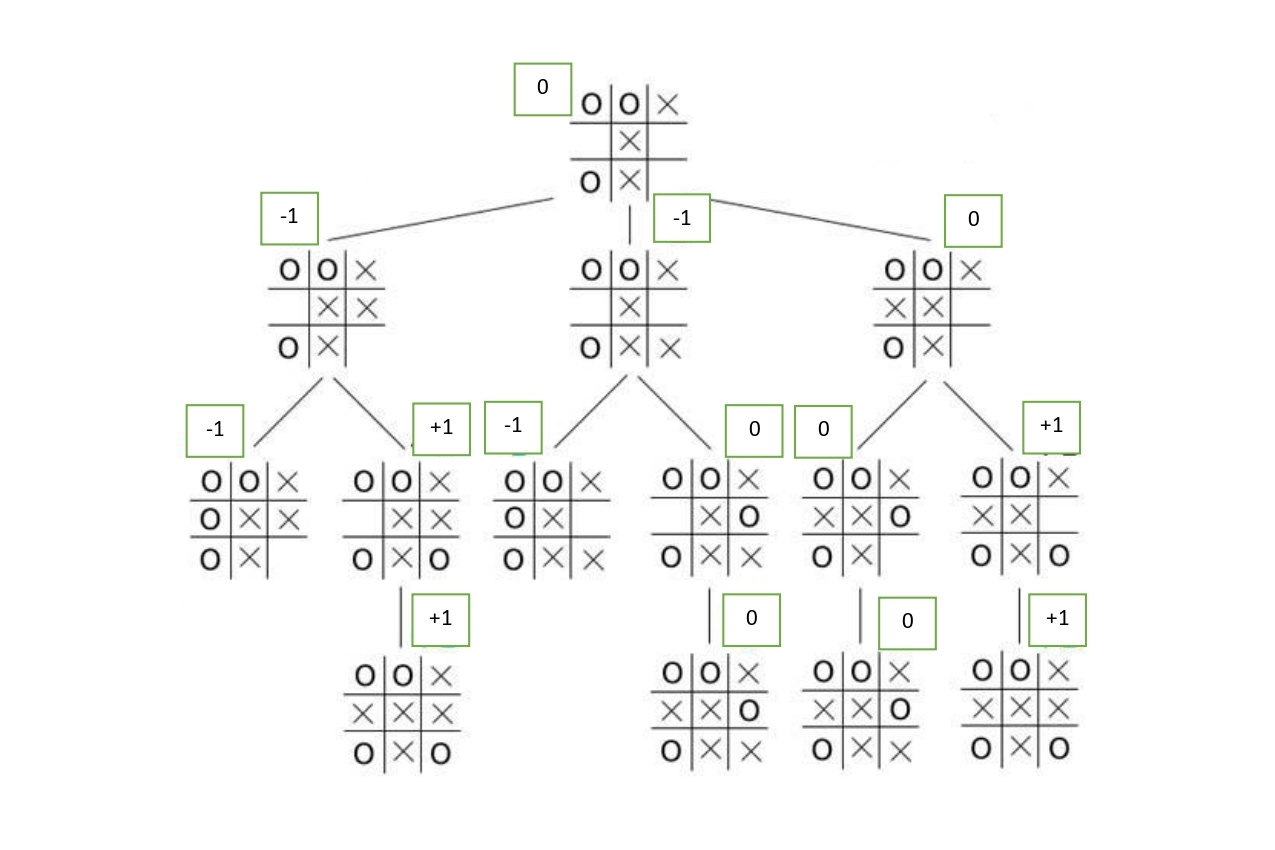 0
O O ×
×
O ×
-1
-1
0
O O ×
× ×
O ×
O O ×
×
O × ×
O O ×
× ×
O ×
-1
+1
-1
0
0
+1
O O ×
O × ×
O ×
O O ×
× ×
O × O
O O ×
O ×
O × ×
O O ×
× O
O × ×
O O ×
× × O
O ×
O O ×
× ×
O × O
+1
0
0
+1
O O ×
× × ×
O × O
O O ×
× × O
O × ×
O O ×
× × O
O × ×
O O ×
× × ×
O × O